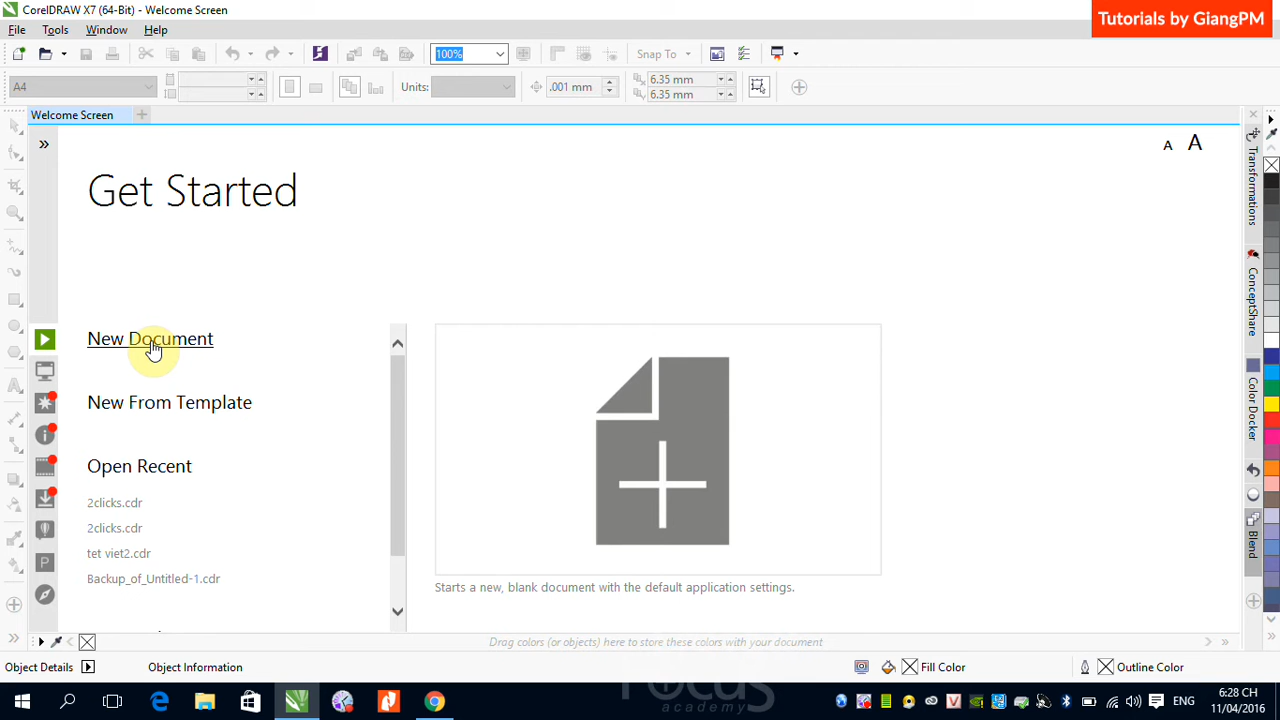 CorelDRAW X7 (64-Bit) - Welcome Screen
Tutorials by GiangPM
File Tools Window Help
100%
Snap To
A4
Units:
.001 mm
6.35 mm
6.35 mm
Welcome Screen
A A
Get Started
Transformations
ConceptShare
Color Docker
Blend
New Document
New From Template
Open Recent
2clicks.cdr
2clicks.cdr
tet viet2.cdr
Backup_of_Untitled-1.cdr
Starts a new, blank document with the default application settings.
Drag colors (or objects) here to store these colors with your document
Object Details
Object Information
Fill Color
Outline Color
Focus
academy
ENG
6:28 CH
11/04/2016